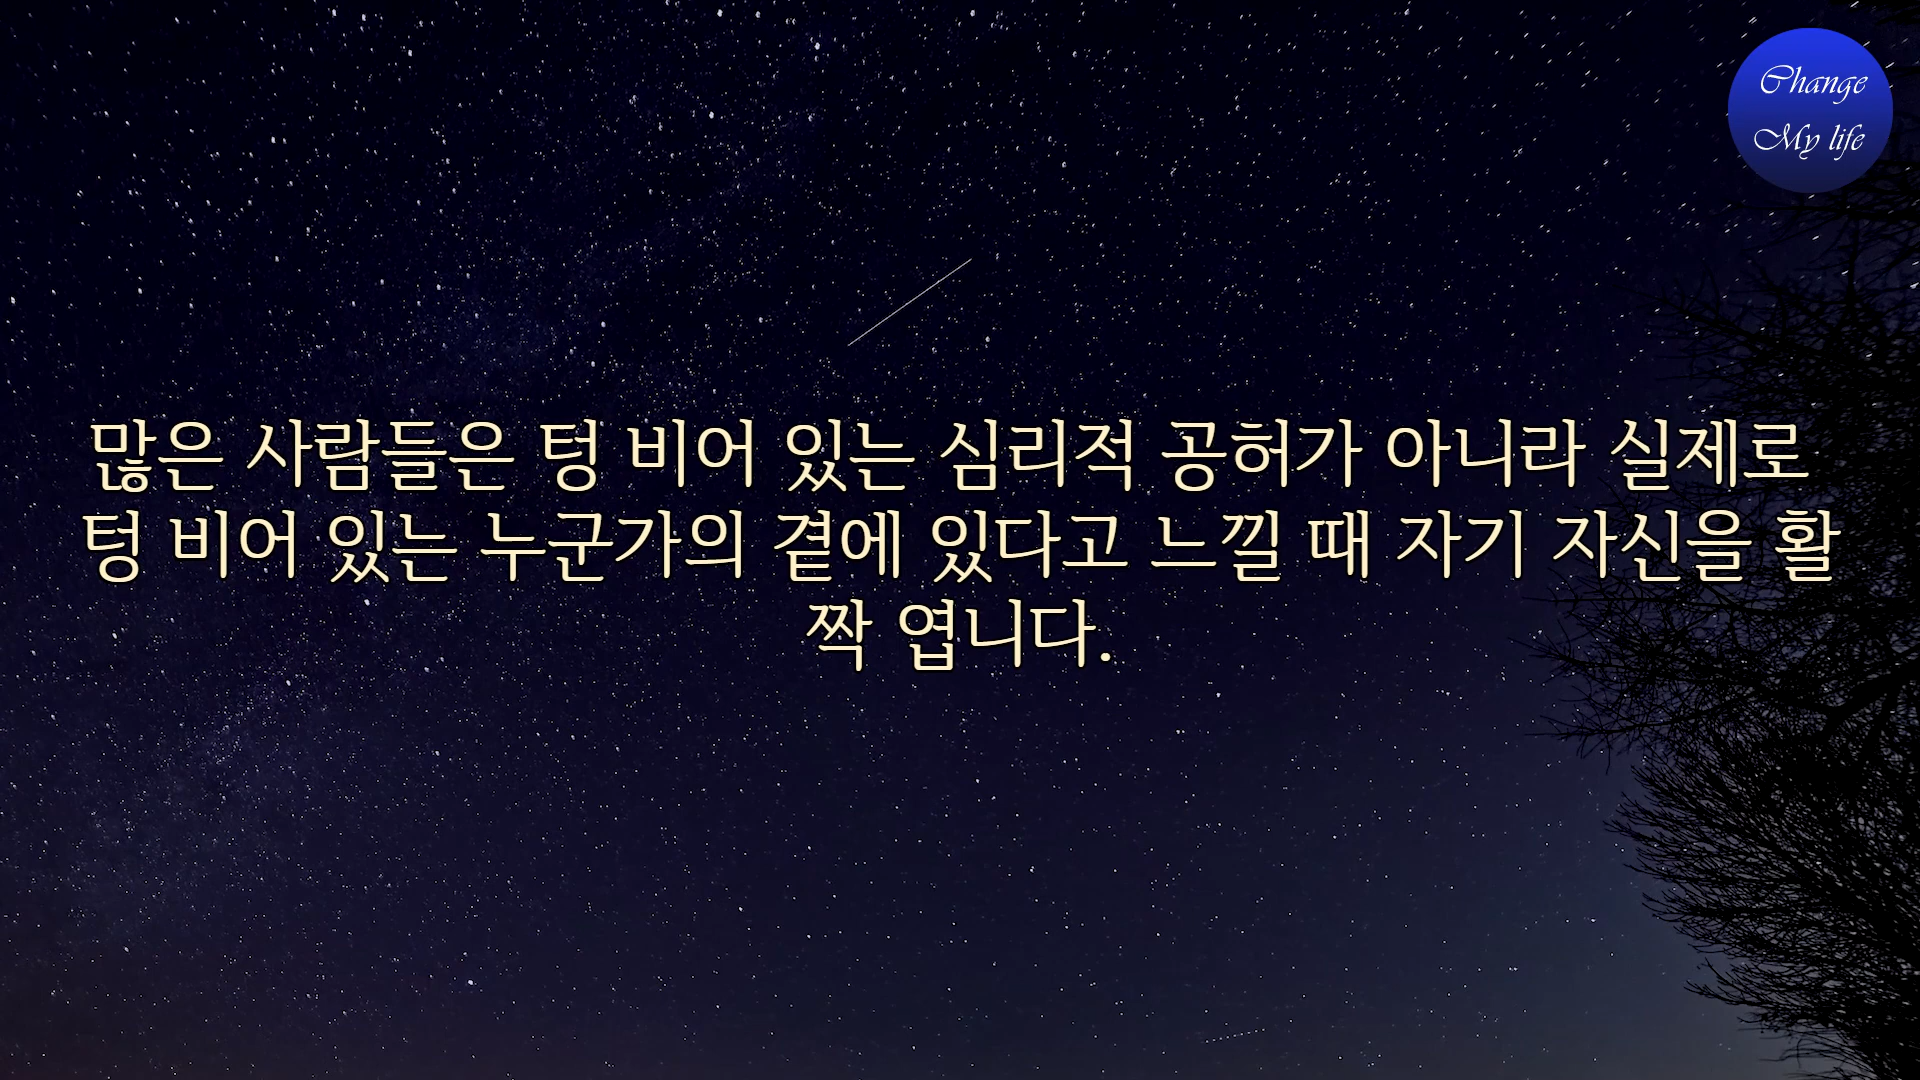 Change
My life
많은 사람들은 텅 비어 있는 심리적 공허가 아니라 실제로
텅 비어 있는 누군가의 곁에 있다고 느낄 때 자기 자신을 활
짝 엽니다.